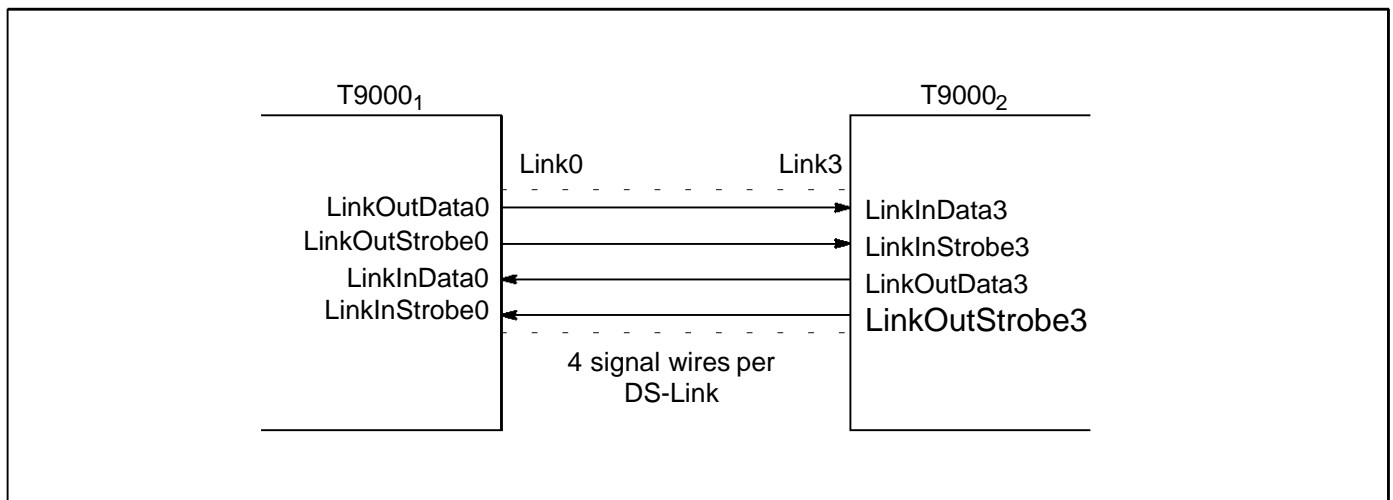 T9000₁
T9000₂
Link0
Link3
LinkOutData0
LinkInData3
LinkOutStrobe0
LinkInStrobe3
LinkInData0
LinkOutData3
LinkInStrobe0
LinkOutStrobe3
4 signal wires per
DS-Link